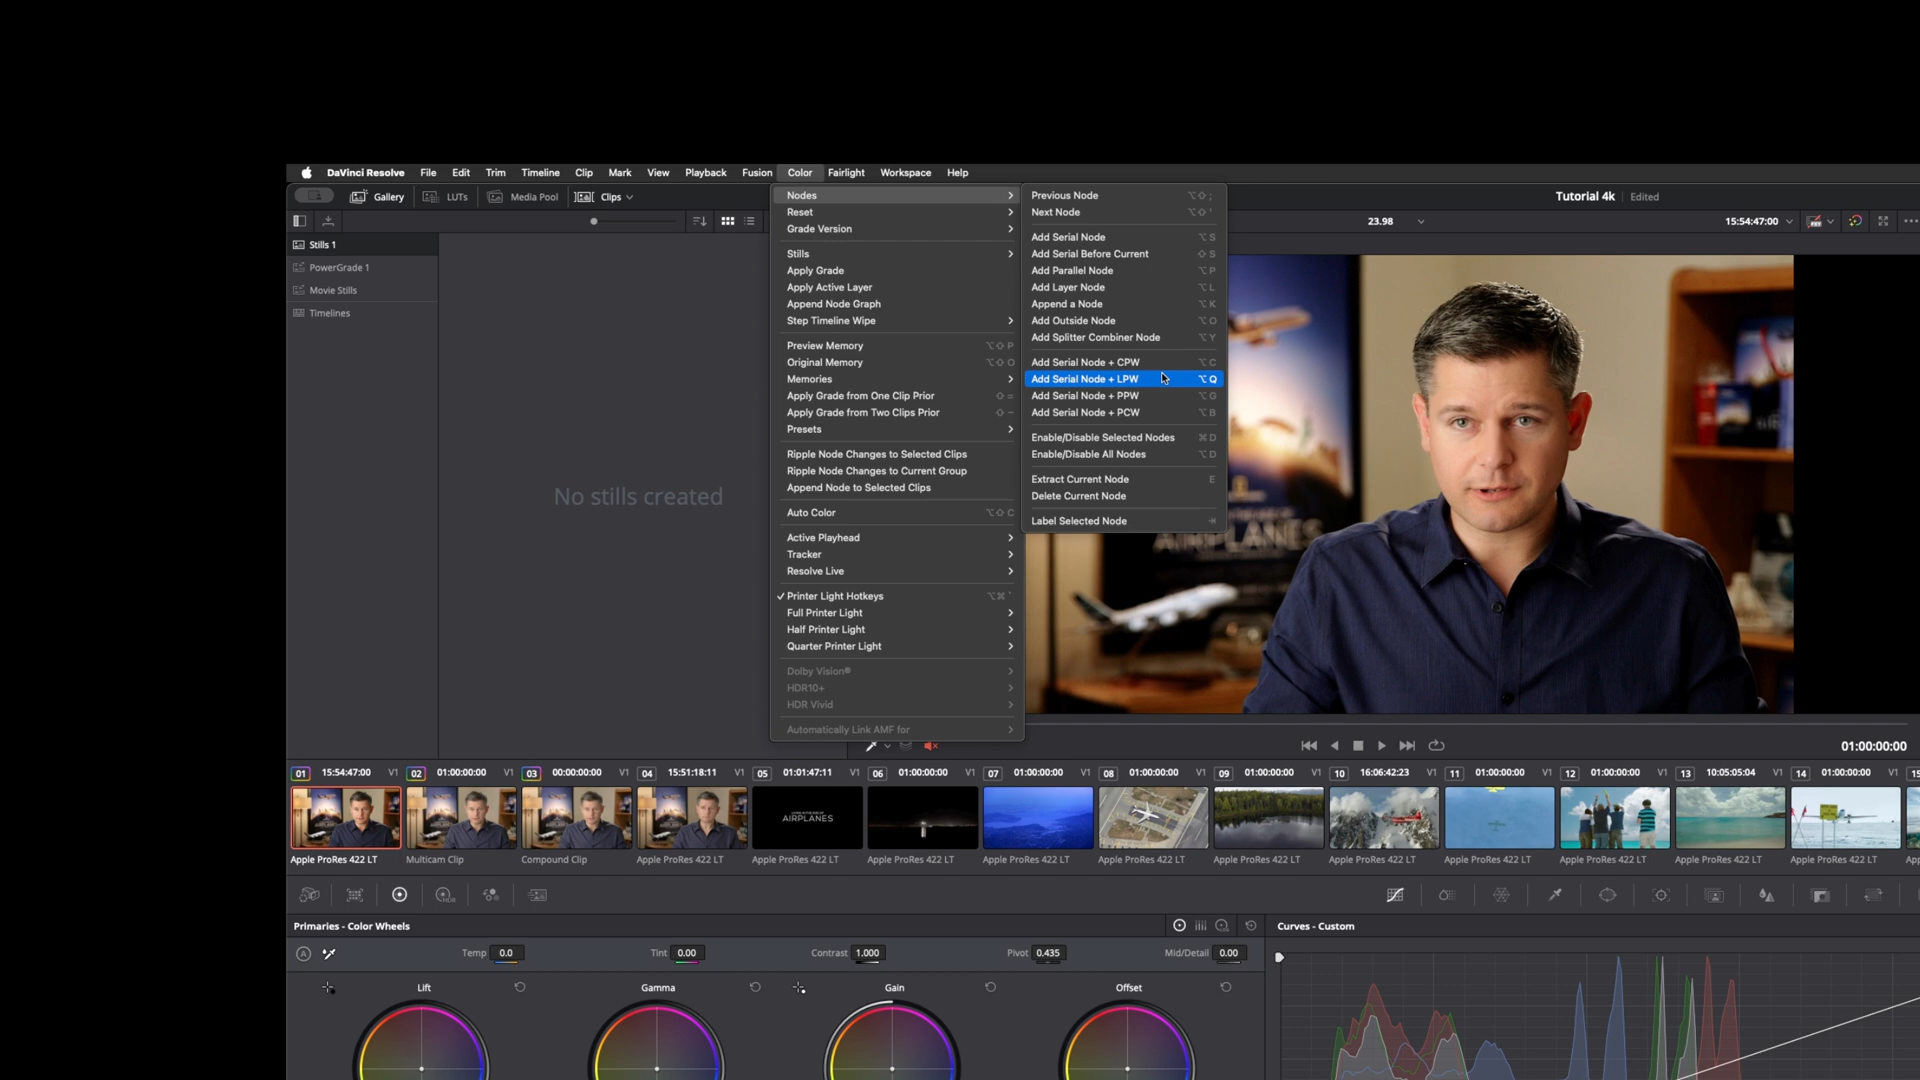 DaVinci Resolve File Edit Trim Timeline Clip Mark View Playback Fusion Color Fairlight Workspace Help
Gallery LUTs Media Pool Clips
Tutorial 4k Edited
23.98 15:54:47:00
Stills 1
PowerGrade 1
Movie Stills
Timelines
No stills created
Nodes
Reset
Grade Version
Stills
Apply Grade
Apply Active Layer
Append Node Graph
Step Timeline Wipe
Preview Memory ⌥⇧P
Original Memory ⌥⇧O
Memories
Apply Grade from One Clip Prior ⇧=
Apply Grade from Two Clips Prior ⇧-
Presets
Ripple Node Changes to Selected Clips
Ripple Node Changes to Current Group
Append Node to Selected Clips
Auto Color ⌥⇧C
Active Playhead
Tracker
Resolve Live
✓ Printer Light Hotkeys ⌥⌘`
Full Printer Light
Half Printer Light
Quarter Printer Light
Dolby Vision®
HDR10+
HDR Vivid
Automatically Link AMF for
Previous Node ⌥⇧;
Next Node ⌥⇧'
Add Serial Node ⌥S
Add Serial Before Current ⇧S
Add Parallel Node ⌥P
Add Layer Node ⌥L
Append a Node ⌥K
Add Outside Node ⌥O
Add Splitter Combiner Node ⌥Y
Add Serial Node + CPW ⌥C
Add Serial Node + LPW ⌥Q
Add Serial Node + PPW ⌥G
Add Serial Node + PCW ⌥B
Enable/Disable Selected Nodes ⌘D
Enable/Disable All Nodes ⌥D
Extract Current Node E
Delete Current Node
Label Selected Node
AIRPLANES
01:00:00:00
01 15:54:47:00 V1 02 01:00:00:00 V1 03 00:00:00:00 V1 04 15:51:18:11 V1 05 01:01:47:11 V1 06 01:00:00:00 V1 07 01:00:00:00 V1 08 01:00:00:00 V1 09 01:00:00:00 V1 10 16:06:42:23 V1 11 01:00:00:00 V1 12 01:00:00:00 V1 13 10:05:05:04 V1 14 01:00:00:00 V1 15
AIRPLANES
Apple ProRes 422 LT Multicam Clip Compound Clip Apple ProRes 422 LT Apple ProRes 422 LT Apple ProRes 422 LT Apple ProRes 422 LT Apple ProRes 422 LT Apple ProRes 422 LT Apple ProRes 422 LT Apple ProRes 422 LT Apple ProRes 422 LT Apple ProRes 422 LT Apple ProRes 422 LT
Primaries - Color Wheels Curves - Custom
Temp 0.0 Tint 0.00 Contrast 1.000 Pivot 0.435 Mid/Detail 0.00
Lift Gamma Gain Offset